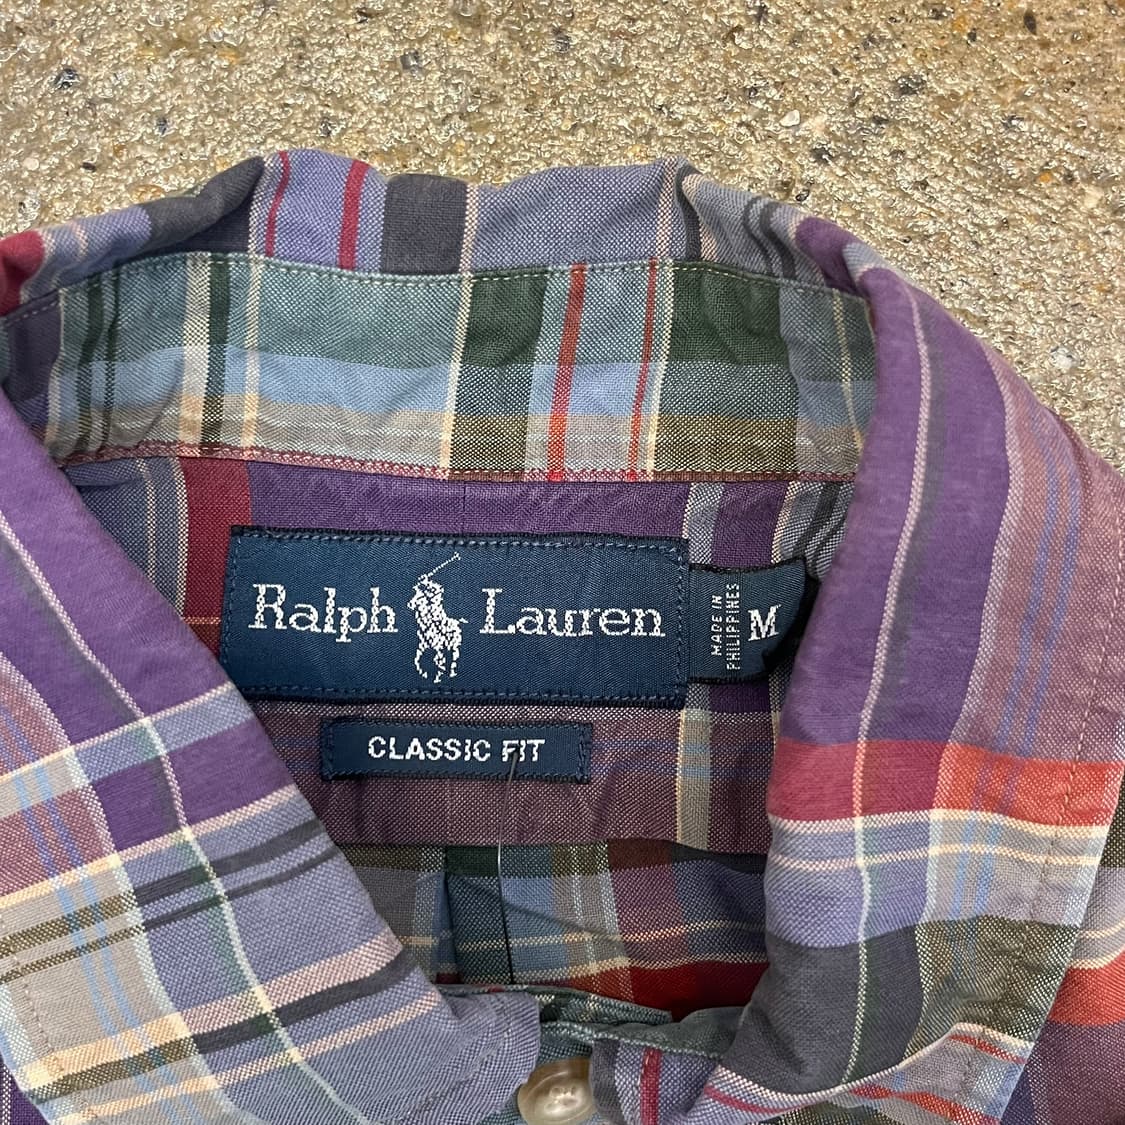 Ralph Lauren
MADE IN
PHILIPPINES
M
CLASSIC FIT